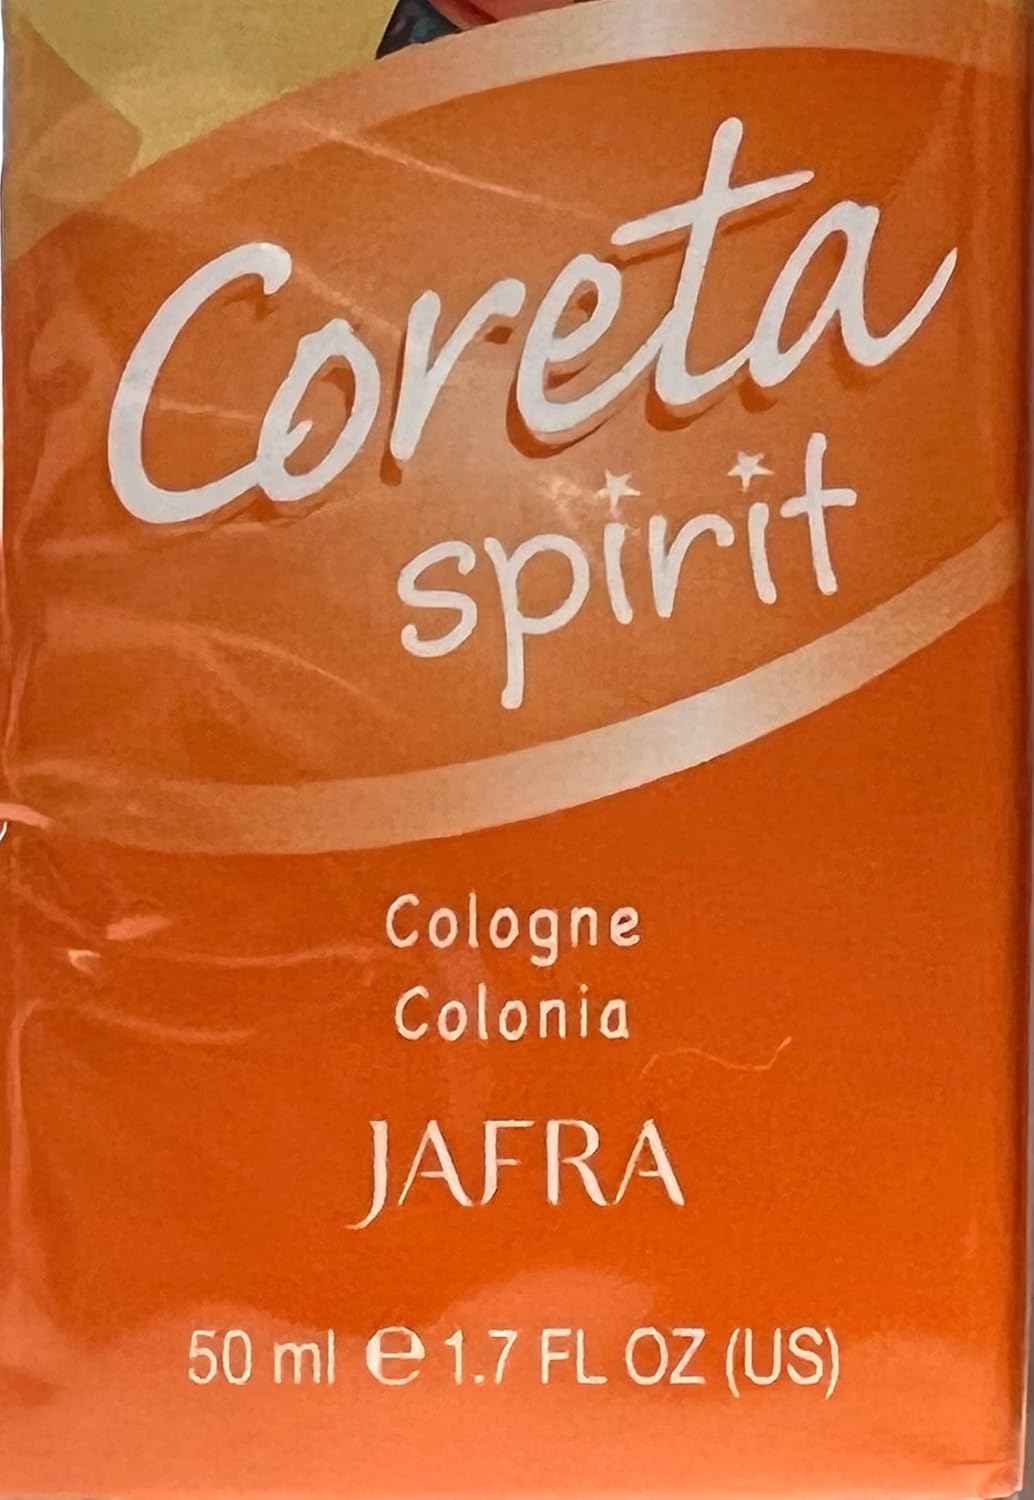 Coreta
spirit
Cologne
Colonia
JAFRA
50 ml ℮ 1.7 FL OZ (US)